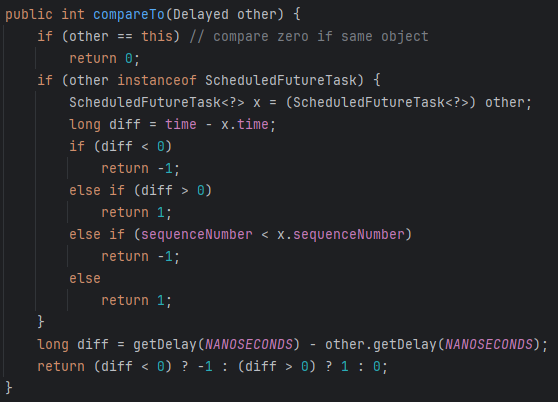 public int compareTo(Delayed other) {
    if (other == this) // compare zero if same object
        return 0;
    if (other instanceof ScheduledFutureTask) {
        ScheduledFutureTask<?> x = (ScheduledFutureTask<?>) other;
        long diff = time - x.time;
        if (diff < 0)
            return -1;
        else if (diff > 0)
            return 1;
        else if (sequenceNumber < x.sequenceNumber)
            return -1;
        else
            return 1;
    }
    long diff = getDelay(NANOSECONDS) - other.getDelay(NANOSECONDS);
    return (diff < 0) ? -1 : (diff > 0) ? 1 : 0;
}